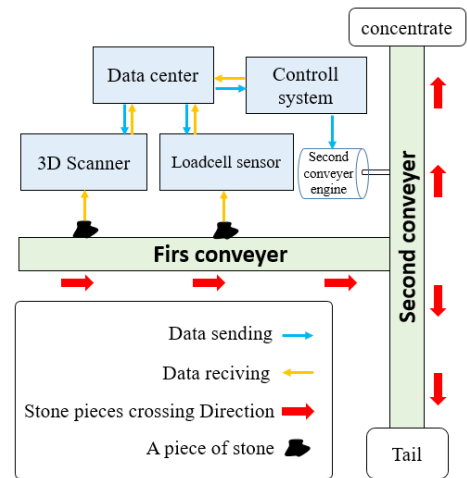 concentrate
Data center
Controll
system
3D Scanner
Loadcell sensor
Second
conveyer
engine
Firs conveyer
Second conveyer
Data sending
Data reciving
Stone pieces crossing Direction
A piece of stone
Tail